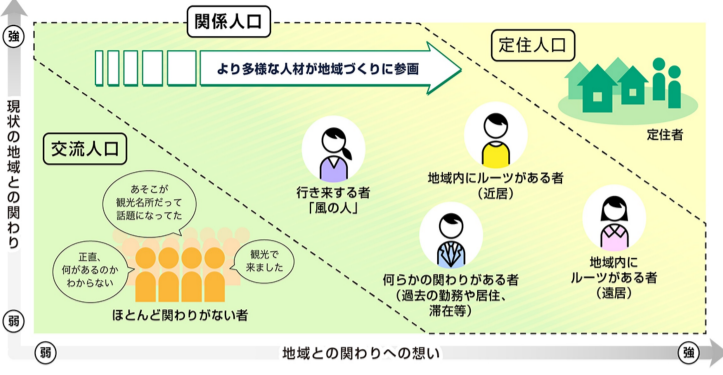 関係人口
強
定住人口
より多様な人材が地域づくりに参画
定住者
現状の地域との関わり
交流人口
あそこが
観光名所だって
話題になってた
正直、
何があるのか
わからない
観光で
来ました
ほとんど関わりがない者
行き来する者
「風の人」
地域内にルーツがある者
（近居）
何らかの関わりがある者
（過去の勤務や居住、
滞在等）
地域内に
ルーツがある者
（遠居）
弱
弱
地域との関わりへの想い
強